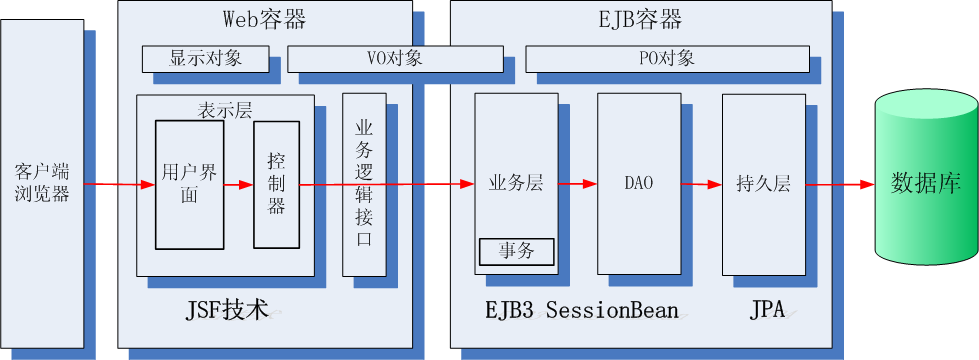 Web容器
EJB容器
显示对象
VO对象
PO对象
客户端
浏览器
表示层
用户界
面
控
制
器
业
务
逻
辑
接
口
业务层
事务
DAO
持久层
数据库
JSF技术
EJB3 SessionBean
JPA